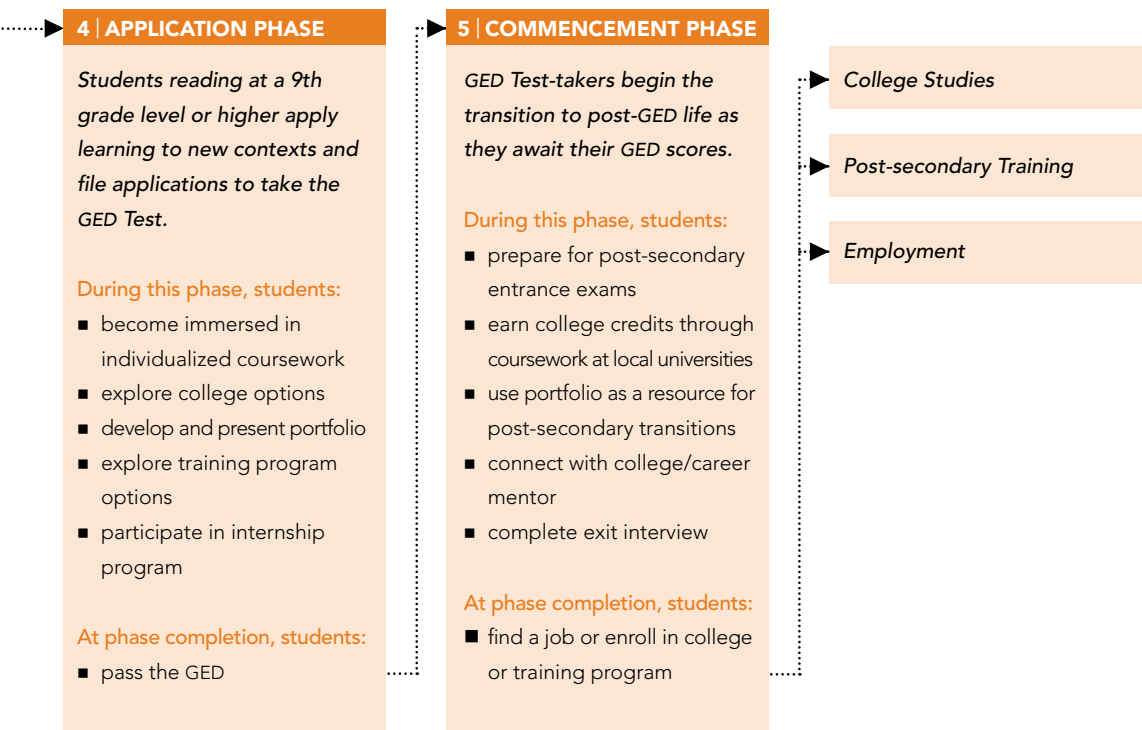 4 | APPLICATION PHASE
Students reading at a 9th
grade level or higher apply
learning to new contexts and
file applications to take the
GED Test.
During this phase, students:
■ become immersed in
individualized coursework
■ explore college options
■ develop and present portfolio
■ explore training program
options
■ participate in internship
program
At phase completion, students:
■ pass the GED
5 | COMMENCEMENT PHASE
GED Test-takers begin the
transition to post-GED life as
they await their GED scores.
During this phase, students:
■ prepare for post-secondary
entrance exams
■ earn college credits through
coursework at local universities
■ use portfolio as a resource for
post-secondary transitions
■ connect with college/career
mentor
■ complete exit interview
At phase completion, students:
■ find a job or enroll in college
or training program
College Studies
Post-secondary Training
Employment